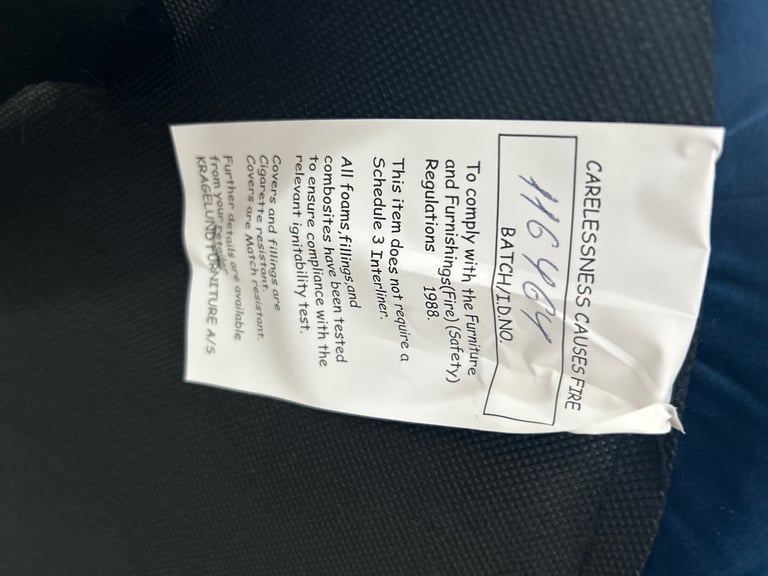 CARELESSNESS CAUSES FIRE
116464
BATCH/I.D.NO.
To comply with the Furniture
and Furnishings(Fire)(Safety)
Regulations 1988.
This item does not require a
Schedule 3 Interliner.
All foams,fillings,and
combosites have been tested
to ensure compliance with the
relevant ignitability test.
Covers and fillings are
Cigarette resistant.
Covers are Match resistant.
Further details are available
from your retailer
KRAGELUND FURNITURE A/S